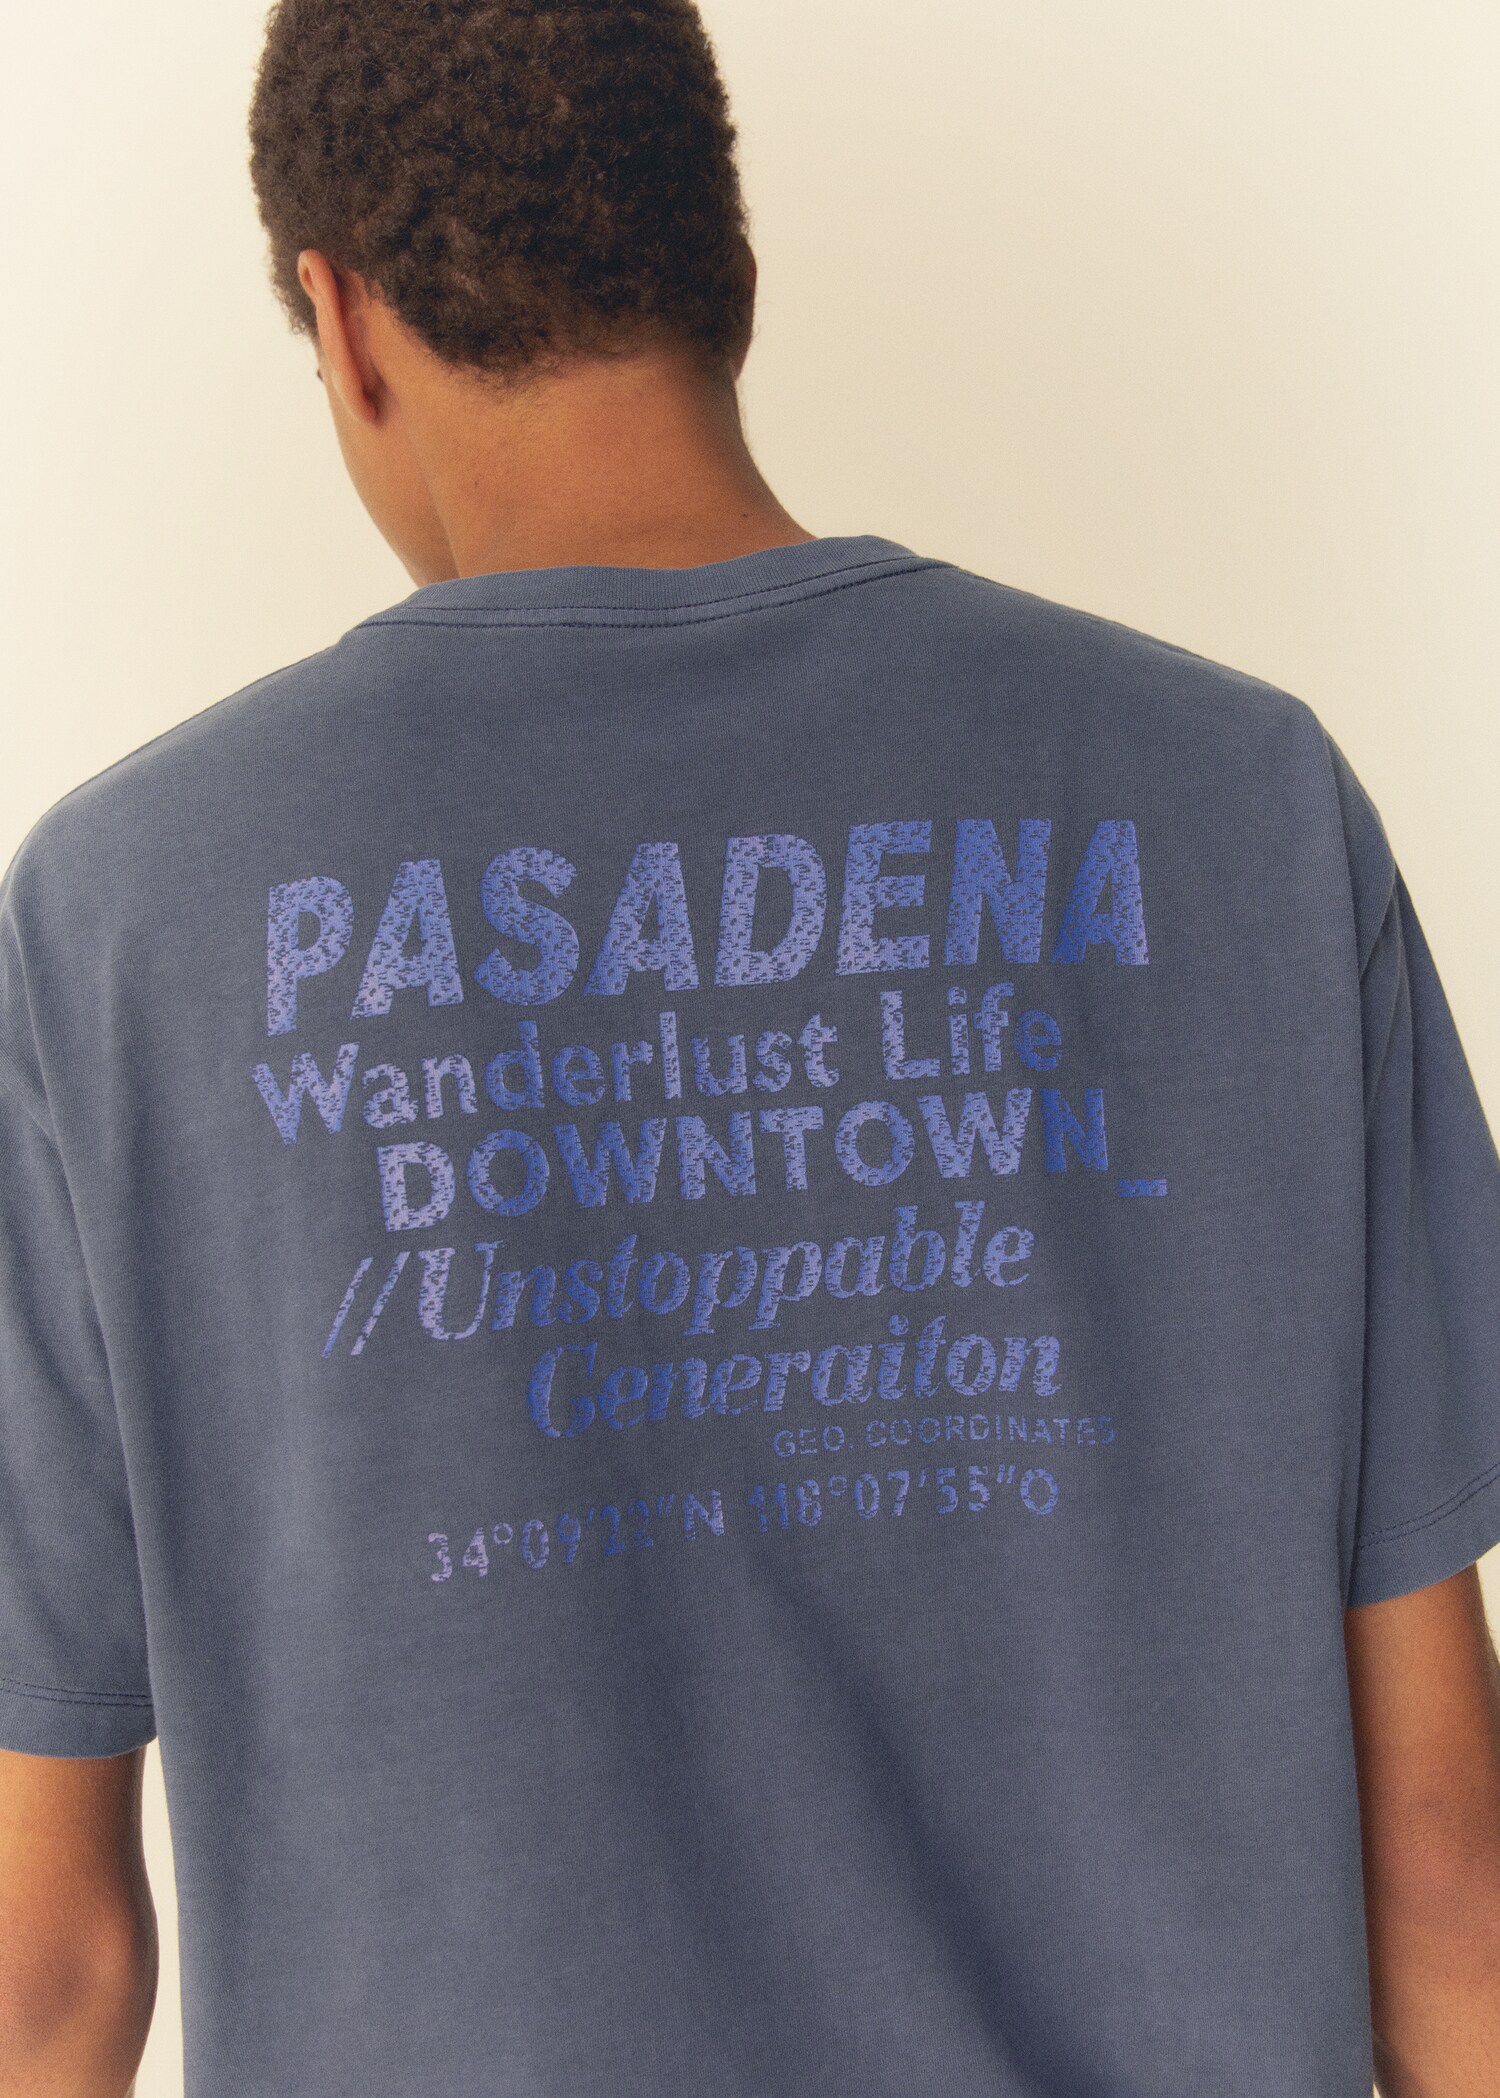 PASADENA
Wanderlust Life
DOWNTOWN_
//Unstoppable
Generaiton
GEO. COORDINATES
34°09'22"N 118°07'55"O